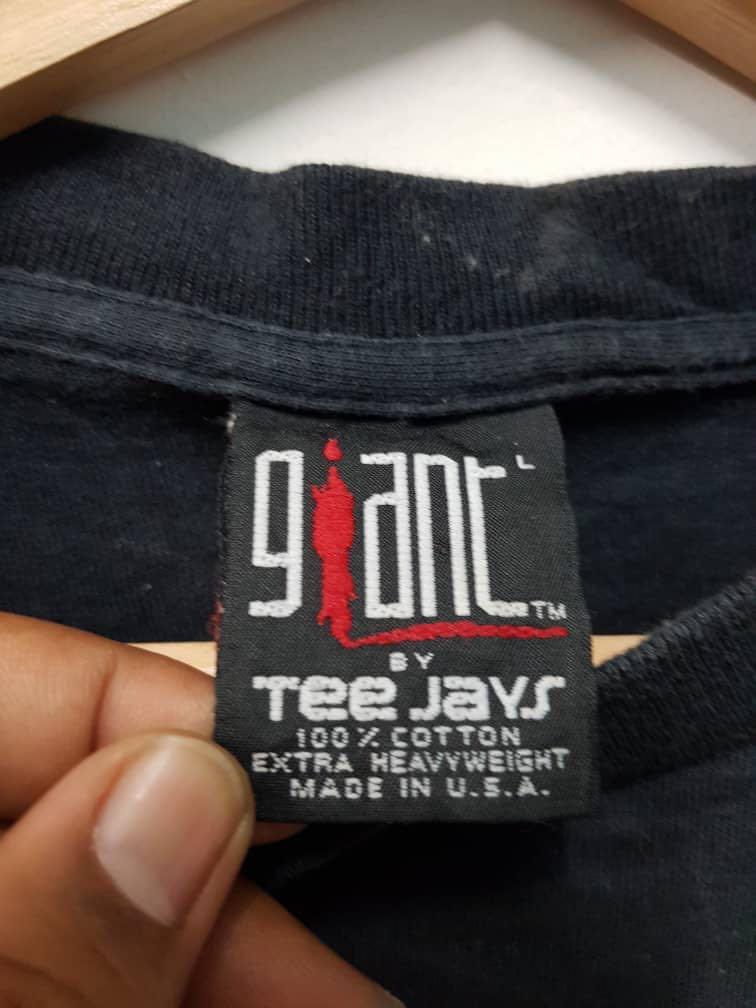 giant L
TM
BY
Tee Jays
100% COTTON
EXTRA HEAVYWEIGHT
MADE IN U.S.A.